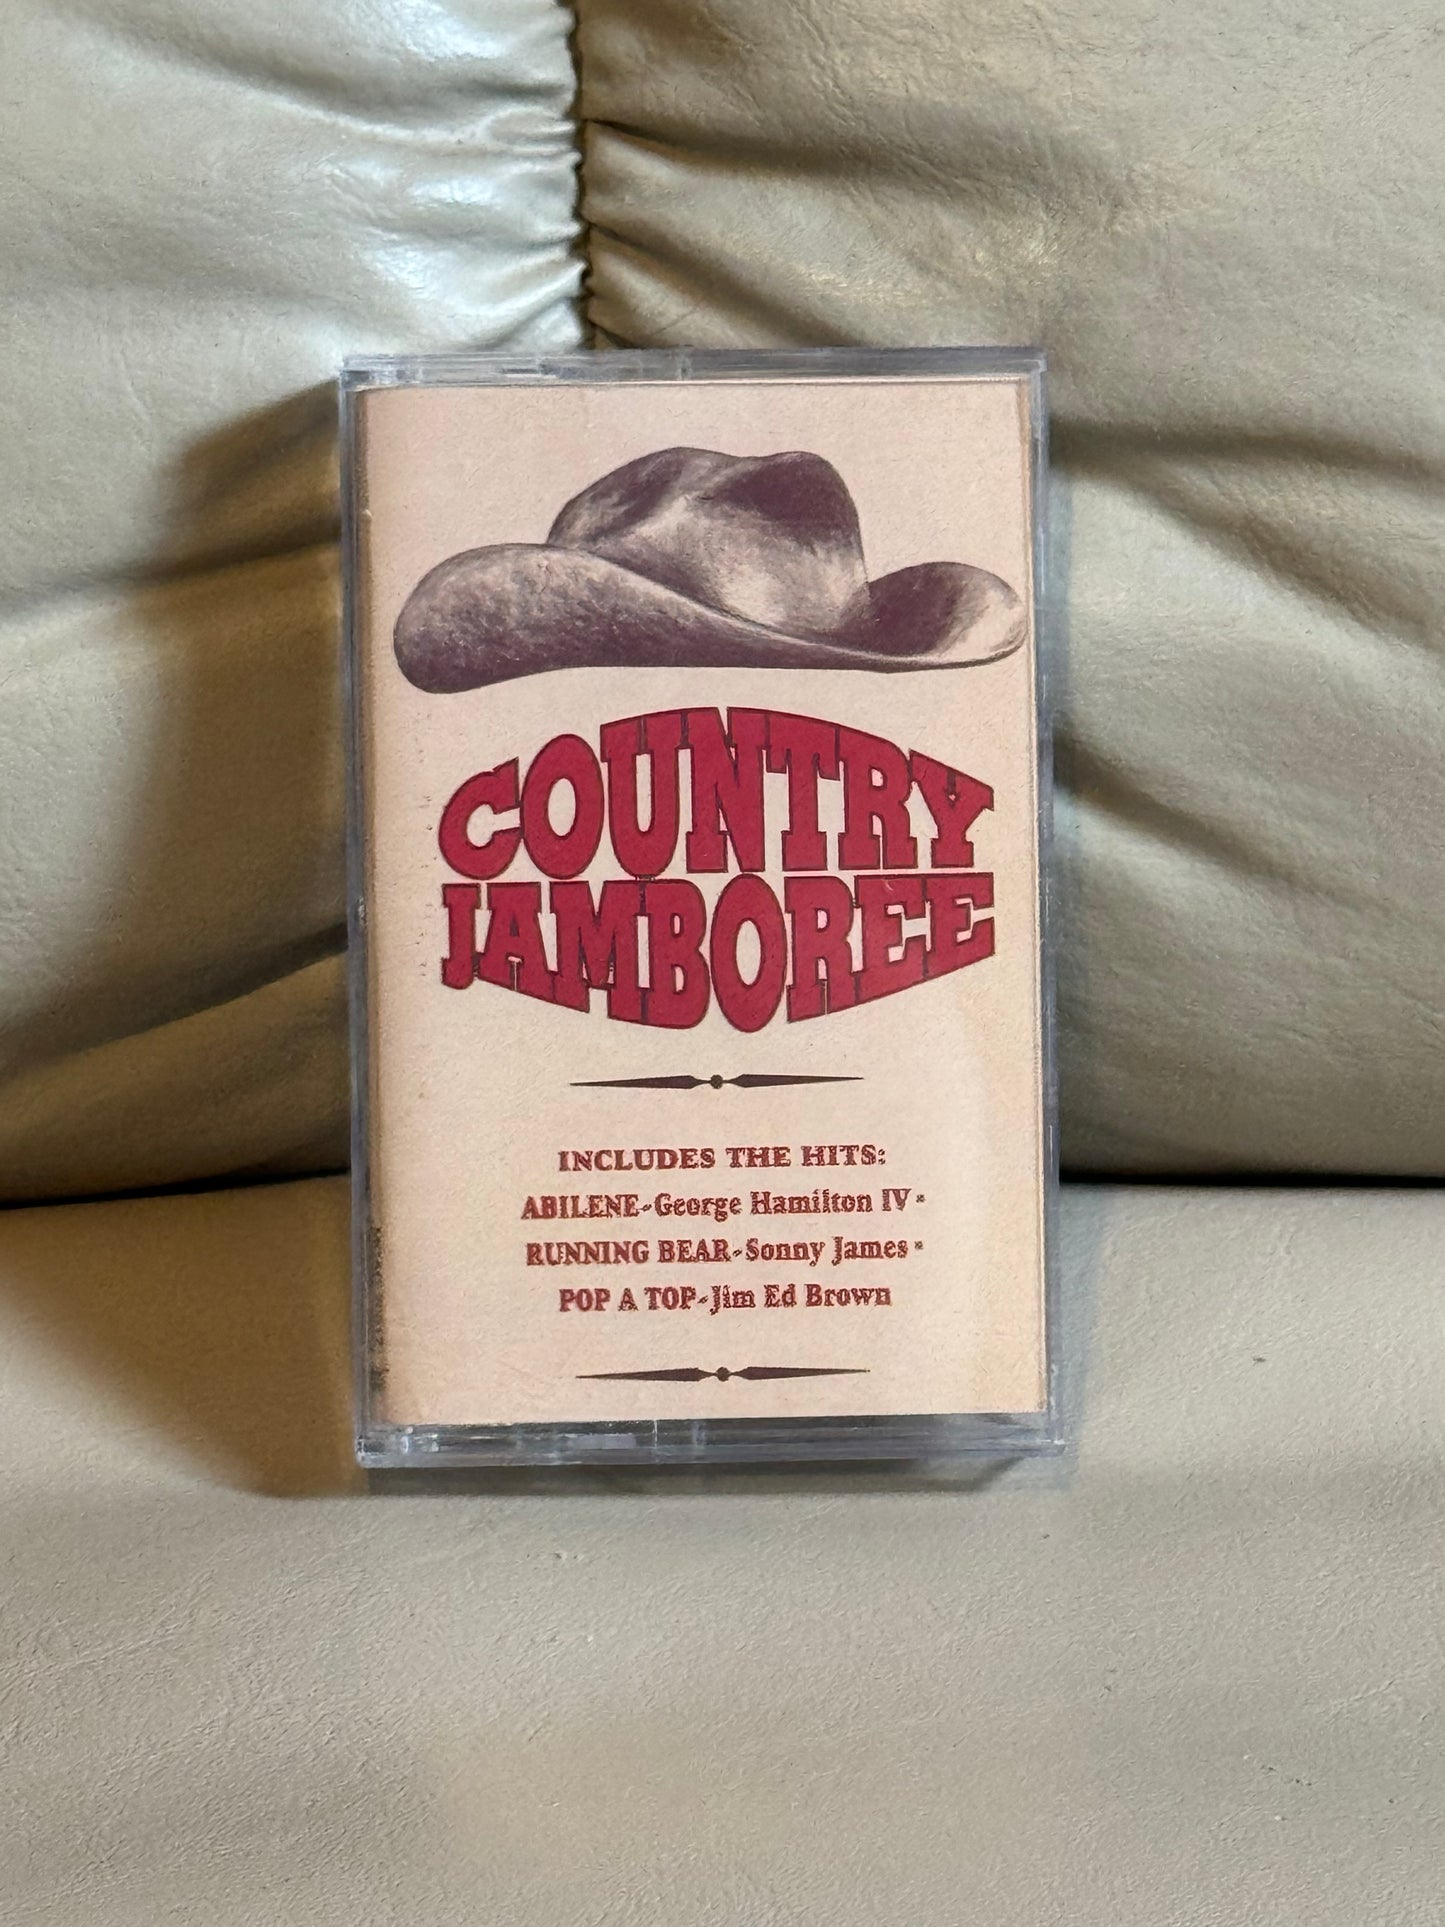 COUNTRY
JAMBOREE
INCLUDES THE HITS:
ABILENE-George Hamilton IV •
RUNNING BEAR-Sonny James •
POP A TOP-Jim Ed Brown